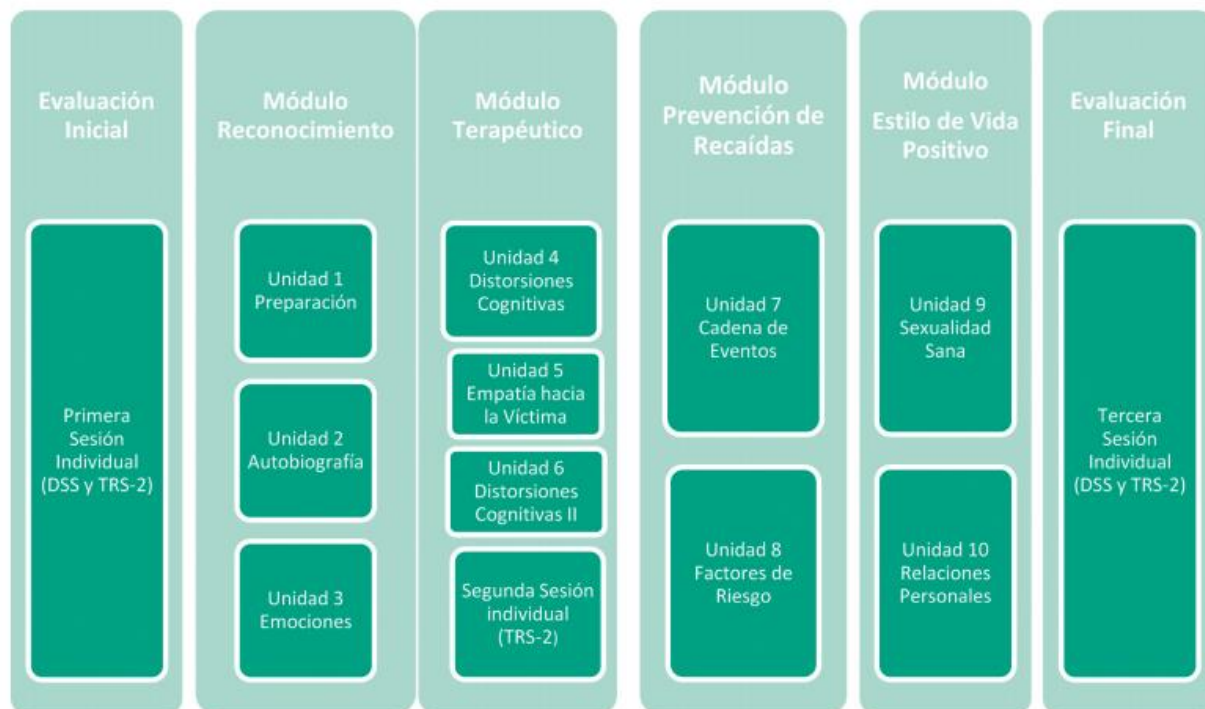 Evaluación
Inicial
Primera
Sesión
Individual
(DSS y TRS-2)
Módulo
Reconocimiento
Unidad 1
Preparación
Unidad 2
Autobiografía
Unidad 3
Emociones
Módulo
Terapéutico
Unidad 4
Distorsiones
Cognitivas
Unidad 5
Empatía hacia
la Víctima
Unidad 6
Distorsiones
Cognitivas II
Segunda Sesión
individual
(TRS-2)
Módulo
Prevención de
Recaídas
Unidad 7
Cadena de
Eventos
Unidad 8
Factores de
Riesgo
Módulo
Estilo de Vida
Positivo
Unidad 9
Sexualidad
Sana
Unidad 10
Relaciones
Personales
Evaluación
Final
Tercera
Sesión
Individual
(DSS y TRS-2)